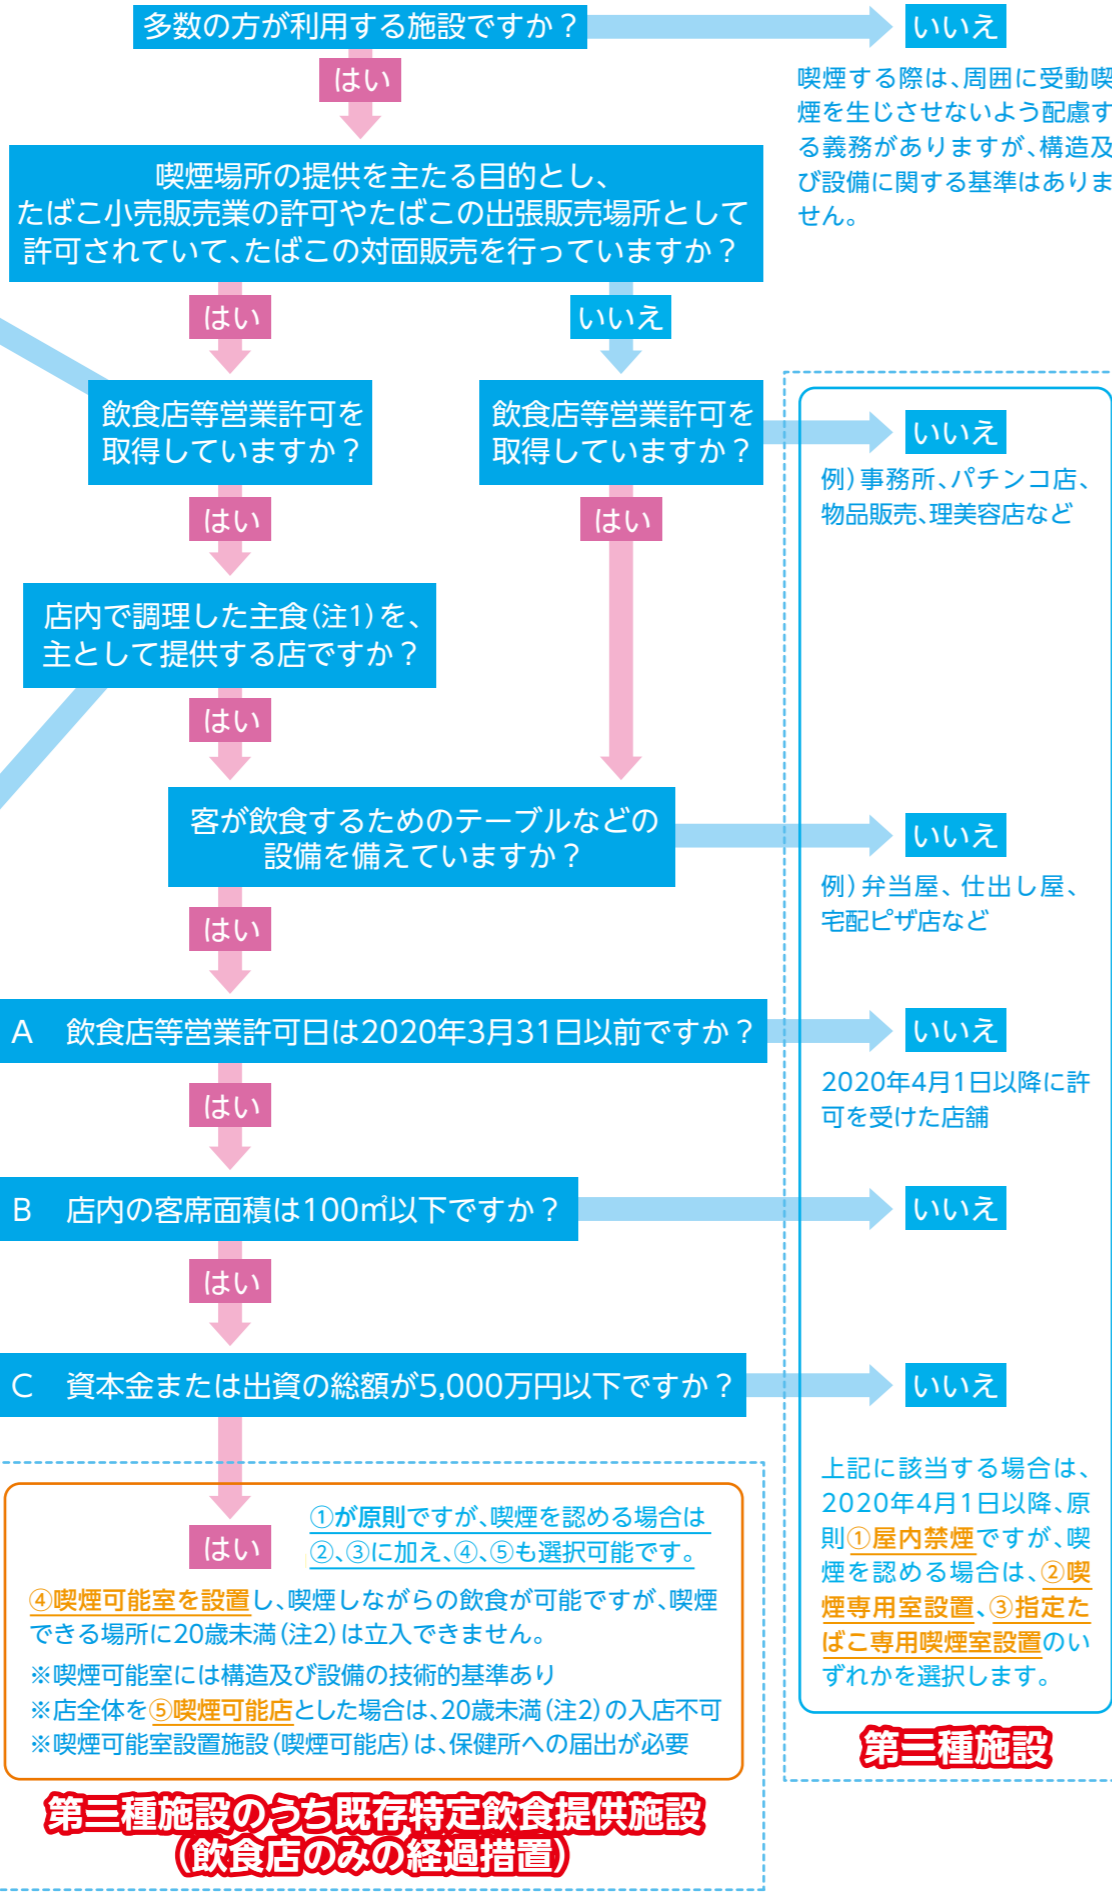 多数の方が利用する施設ですか？
いいえ
喫煙する際は、周囲に受動喫
煙を生じさせないよう配慮す
る義務がありますが、構造及
び設備に関する基準はありま
せん。
はい
喫煙場所の提供を主たる目的とし、
たばこ小売販売業の許可やたばこの出張販売場所として
許可されていて、たばこの対面販売を行っていますか？
はい
いいえ
飲食店等営業許可を
取得していますか？
飲食店等営業許可を
取得していますか？
いいえ
例）事務所、パチンコ店、
物品販売、理美容店など
はい
はい
店内で調理した主食（注1）を、
主として提供する店ですか？
はい
客が飲食するためのテーブルなどの
設備を備えていますか？
いいえ
例）弁当屋、仕出し屋、
宅配ピザ店など
はい
A 飲食店等営業許可日は2020年3月31日以前ですか？
いいえ
2020年4月1日以降に許
可を受けた店舗
はい
B 店内の客席面積は100㎡以下ですか？
いいえ
はい
C 資本金または出資の総額が5,000万円以下ですか？
いいえ
上記に該当する場合は、
2020年4月1日以降、原
則①屋内禁煙ですが、喫
煙を認める場合は、②喫
煙専用室設置、③指定た
ばこ専用喫煙室設置のい
ずれかを選択します。
第二種施設
はい
①が原則ですが、喫煙を認める場合は
②、③に加え、④、⑤も選択可能です。
④喫煙可能室を設置し、喫煙しながらの飲食が可能ですが、喫煙
できる場所に20歳未満（注2）は立入できません。
※喫煙可能室には構造及び設備の技術的基準あり
※店全体を⑤喫煙可能店とした場合は、20歳未満（注2）の入店不可
※喫煙可能室設置施設（喫煙可能店）は、保健所への届出が必要
第二種施設のうち既存特定飲食提供施設
（飲食店のみの経過措置）